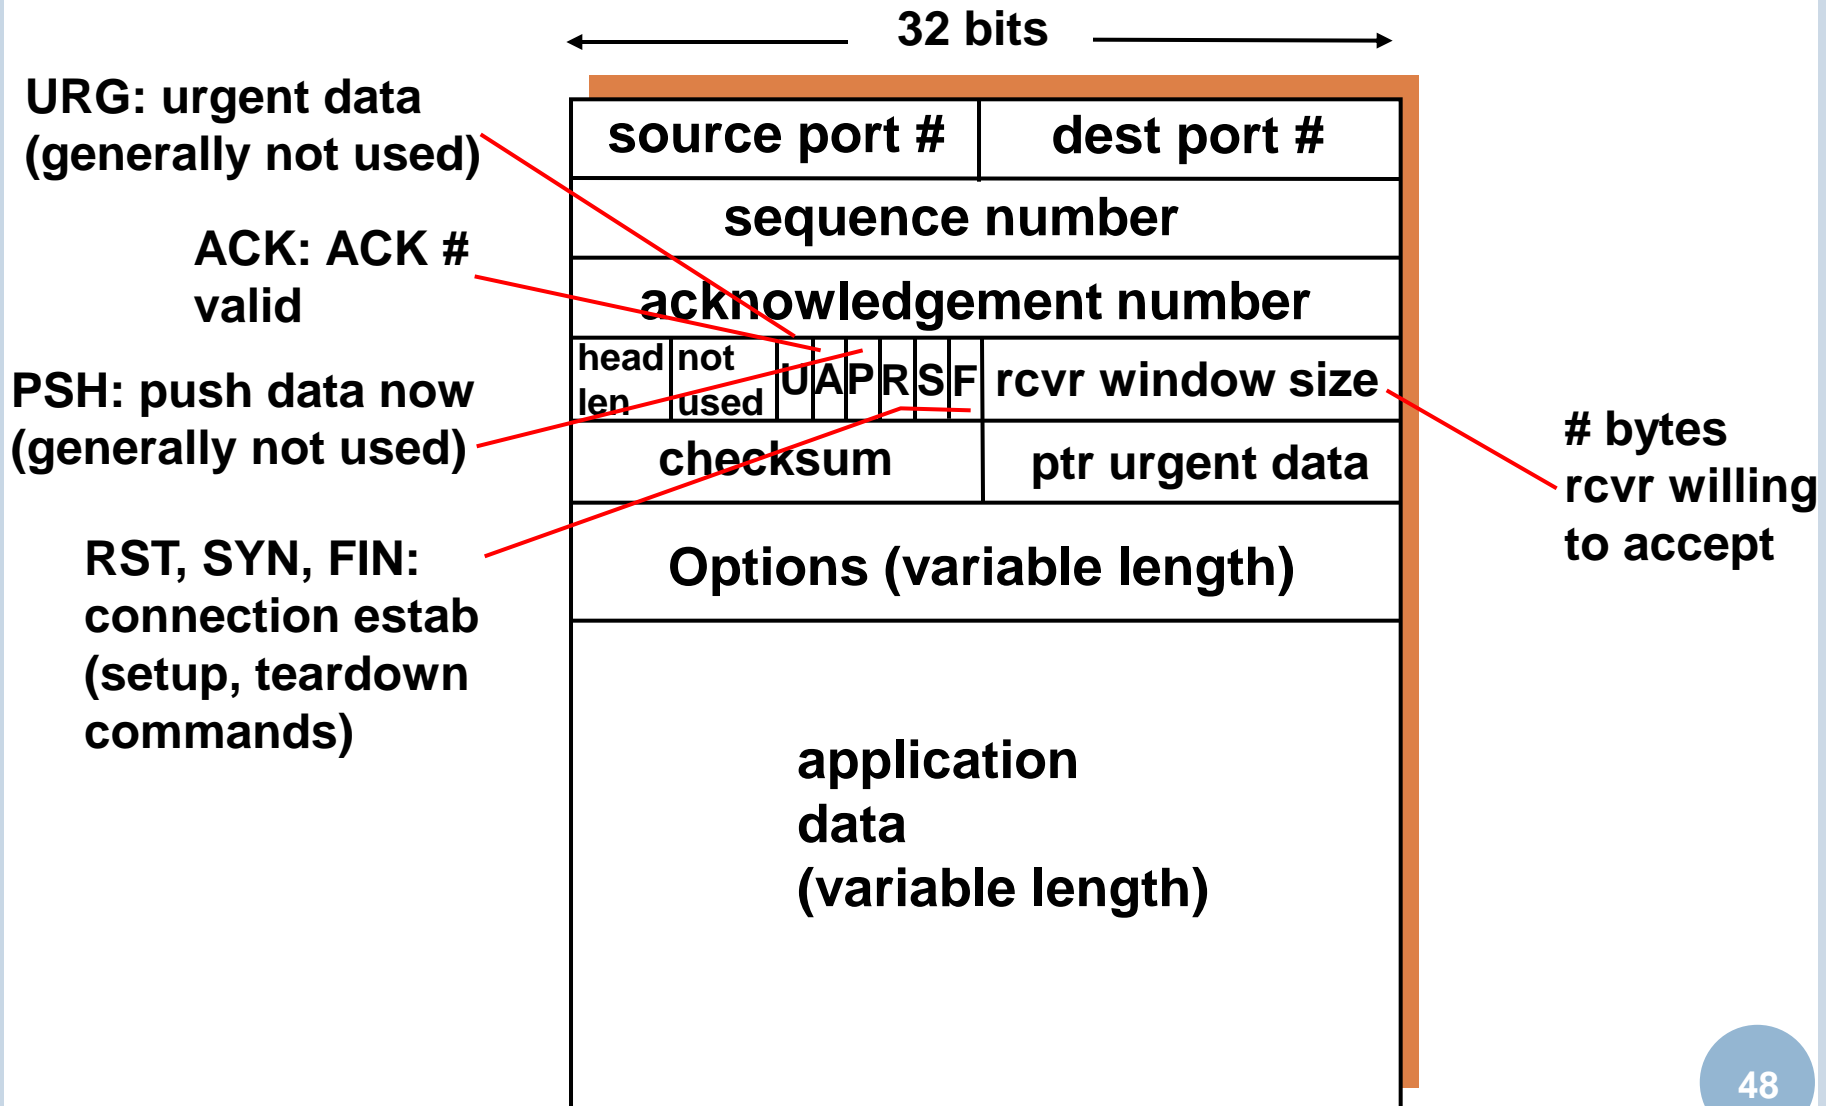 32 bits
URG: urgent data
(generally not used)
ACK: ACK #
valid
PSH: push data now
(generally not used)
RST, SYN, FIN:
connection estab
(setup, teardown
commands)
source port # dest port #
sequence number
acknowledgement number
head not
len used
U A P R S F rcvr window size
checksum ptr urgent data
Options (variable length)
application
data
(variable length)
# bytes
rcvr willing
to accept
48